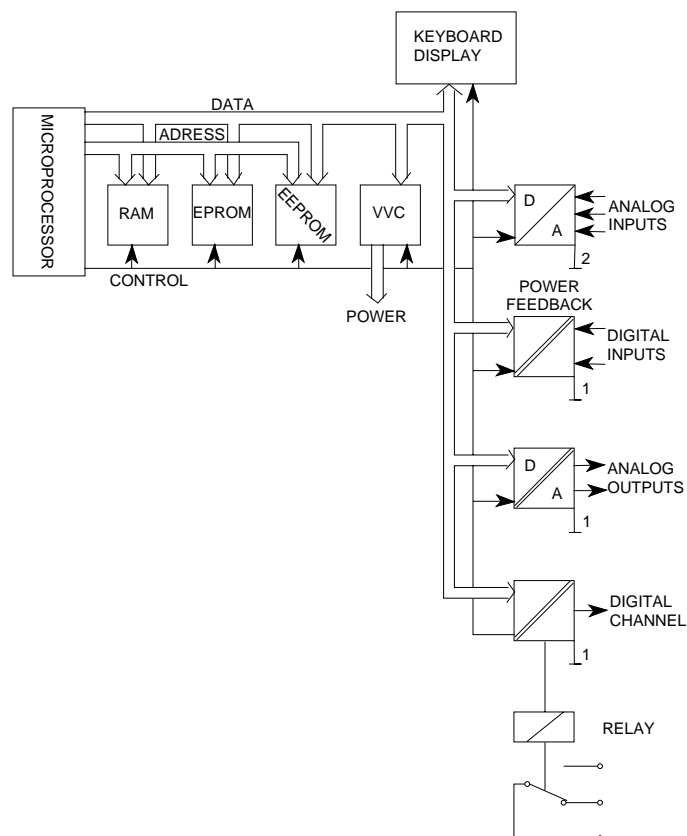 KEYBOARD
DISPLAY
DATA
ADRESS
MICROPROCESSOR
RAM
EPROM
EEPROM
VVC
CONTROL
POWER
D
A
ANALOG
INPUTS
2
POWER
FEEDBACK
DIGITAL
INPUTS
1
D
A
ANALOG
OUTPUTS
1
DIGITAL
CHANNEL
1
RELAY